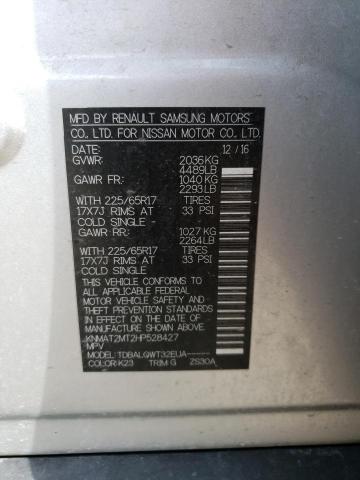 MFD BY RENAULT SAMSUNG MOTORS
CO., LTD. FOR NISSAN MOTOR CO., LTD.
DATE: 12 / 16
GVWR: 2036 KG
4489LB
GAWR FR: 1040 KG
2293LB
WITH 225/65R17 TIRES
17X7J RIMS AT 33 PSI
COLD SINGLE -
GAWR RR: 1027 KG
2264LB
WITH 225/65R17 TIRES
17X7J RIMS AT 33 PSI
COLD SINGLE
THIS VEHICLE CONFORMS TO ALL
APPLICABLE U.S. FEDERAL
MOTOR VEHICLE SAFETY, AND
THEFT PREVENTION STANDARDS
IN EFFECT ON THE DATE OF
MANUFACTURE SHOWN ABOVE.
KNMAT2MT2HP528427
MPV
MODEL: TDBALQWT32EUA-------
COLOR:K23 TRIM G ZS30A